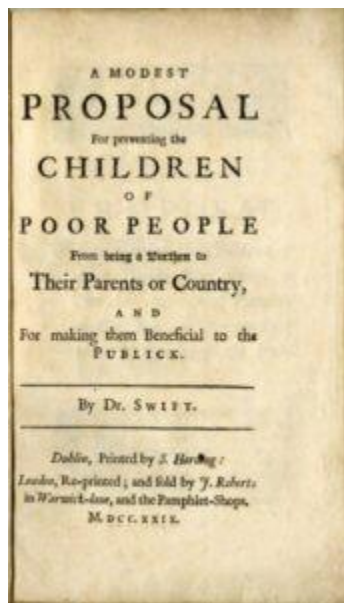 A MODEST
PROPOSAL
For preventing the
CHILDREN
OF
POOR PEOPLE
From being a Burthen to
Their Parents or Country,
AND
For making them Beneficial to the
PUBLICK.
By Dr. SWIFT.
Dublin, Printed by S. Harding:
London, Re-printed; and sold by J. Roberts
in Warwick-lane, and the Pamphlet-Shops.
M.DCC.XXIX.